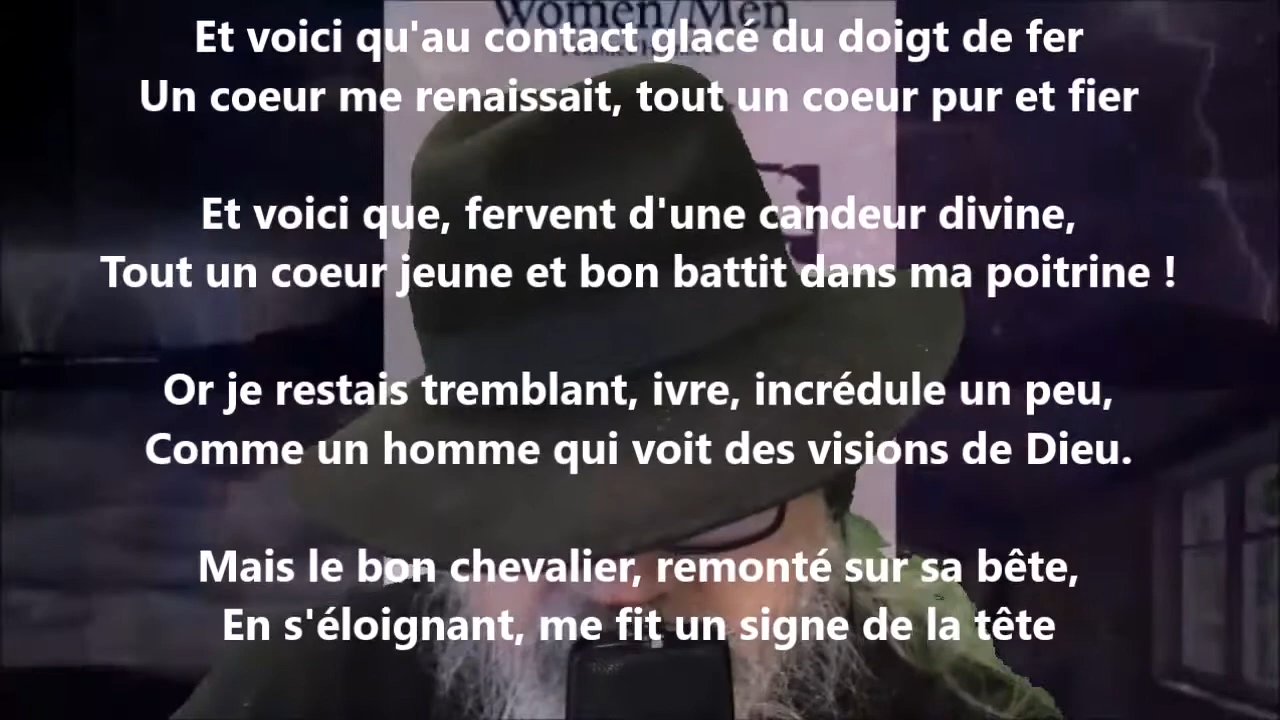 Women/Men
Et voici qu'au contact glacé du doigt de fer
Un coeur me renaissait, tout un coeur pur et fier
Et voici que, fervent d'une candeur divine,
Tout un coeur jeune et bon battit dans ma poitrine !
Or je restais tremblant, ivre, incrédule un peu,
Comme un homme qui voit des visions de Dieu.
Mais le bon chevalier, remonté sur sa bête,
En s'éloignant, me fit un signe de la tête